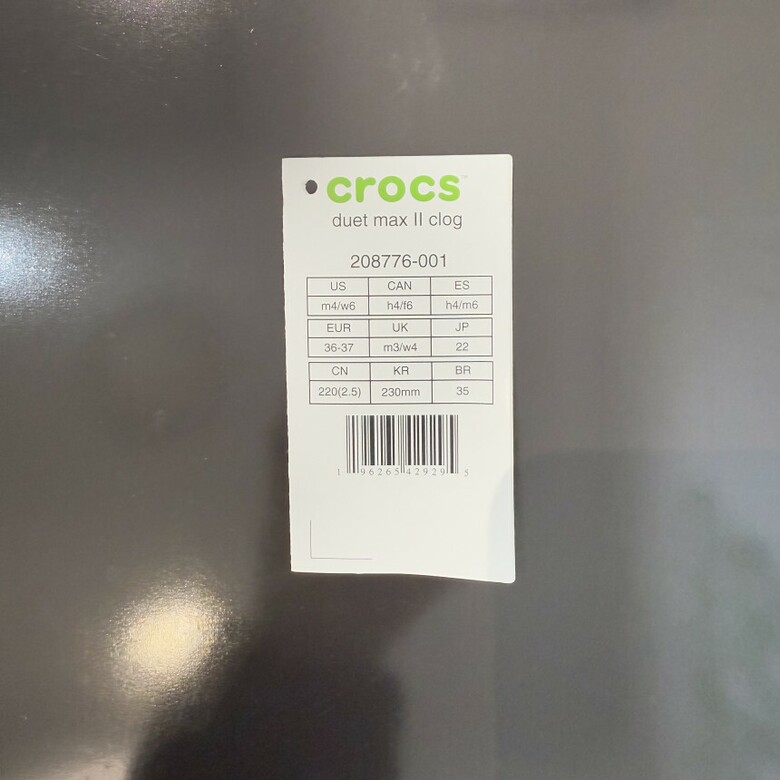 crocs™
duet max II clog
208776-001
US CAN ES
m4/w6 h4/f6 h4/m6
EUR UK JP
36-37 m3/w4 22
CN KR BR
220(2.5) 230mm 35
1 96265 42929 5